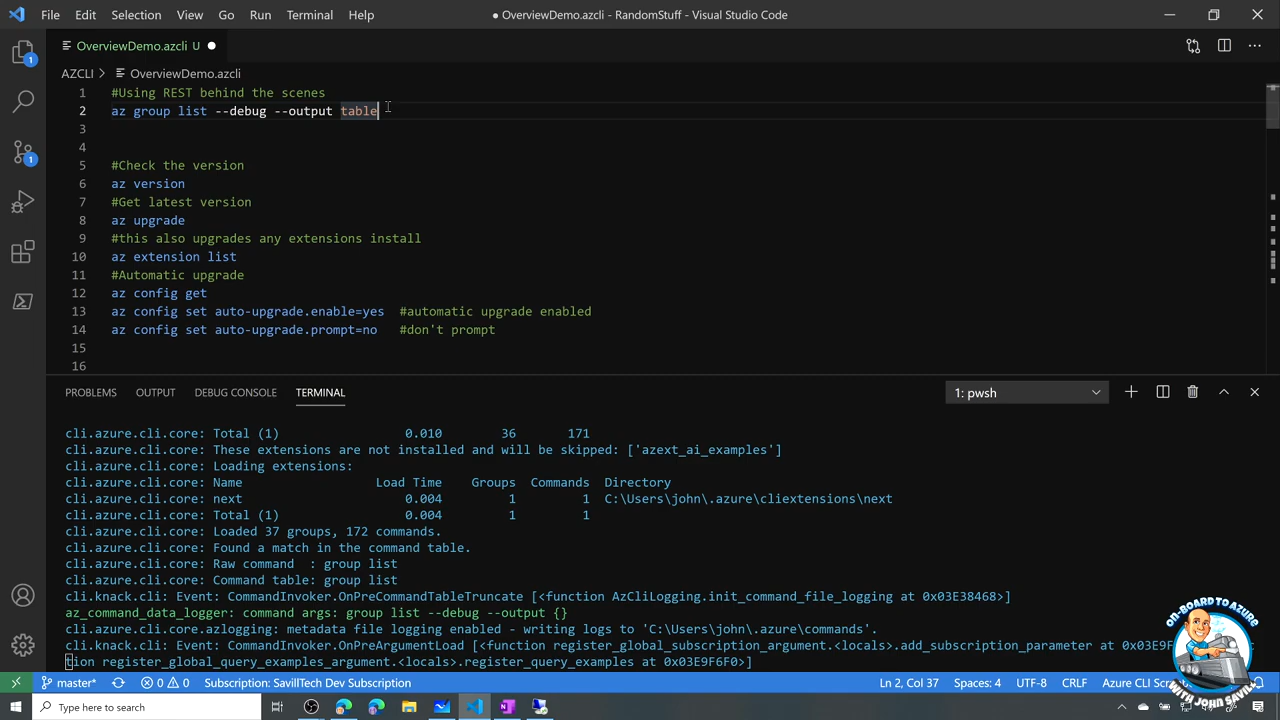 File Edit Selection View Go Run Terminal Help
● OverviewDemo.azcli - RandomStuff - Visual Studio Code
OverviewDemo.azcli U ●
AZCLI > OverviewDemo.azcli
1 #Using REST behind the scenes
2 az group list --debug --output table
3
4
5 #Check the version
6 az version
7 #Get latest version
8 az upgrade
9 #this also upgrades any extensions install
10 az extension list
11 #Automatic upgrade
12 az config get
13 az config set auto-upgrade.enable=yes #automatic upgrade enabled
14 az config set auto-upgrade.prompt=no #don't prompt
15
16
PROBLEMS OUTPUT DEBUG CONSOLE TERMINAL
1: pwsh
cli.azure.cli.core: Total (1) 0.010 36 171
cli.azure.cli.core: These extensions are not installed and will be skipped: ['azext_ai_examples']
cli.azure.cli.core: Loading extensions:
cli.azure.cli.core: Name Load Time Groups Commands Directory
cli.azure.cli.core: next 0.004 1 1 C:\Users\john\.azure\cliextensions\next
cli.azure.cli.core: Total (1) 0.004 1 1
cli.azure.cli.core: Loaded 37 groups, 172 commands.
cli.azure.cli.core: Found a match in the command table.
cli.azure.cli.core: Raw command : group list
cli.azure.cli.core: Command table: group list
cli.knack.cli: Event: CommandInvoker.OnPreCommandTableTruncate [<function AzCliLogging.init_command_file_logging at 0x03E38468>]
az_command_data_logger: command args: group list --debug --output {}
cli.azure.cli.core.azlogging: metadata file logging enabled - writing logs to 'C:\Users\john\.azure\commands'.
cli.knack.cli: Event: CommandInvoker.OnPreArgumentLoad [<function register_global_subscription_argument.<locals>.add_subscription_parameter at 0x03E9F
tion register_global_query_examples_argument.<locals>.register_query_examples at 0x03E9F6F0>]
ON-BOARD TO AZURE
WITH JOHN SAVILL
master* 0 0 Subscription: SavillTech Dev Subscription
Ln 2, Col 37 Spaces: 4 UTF-8 CRLF Azure CLI Scr
Type here to search
1
1